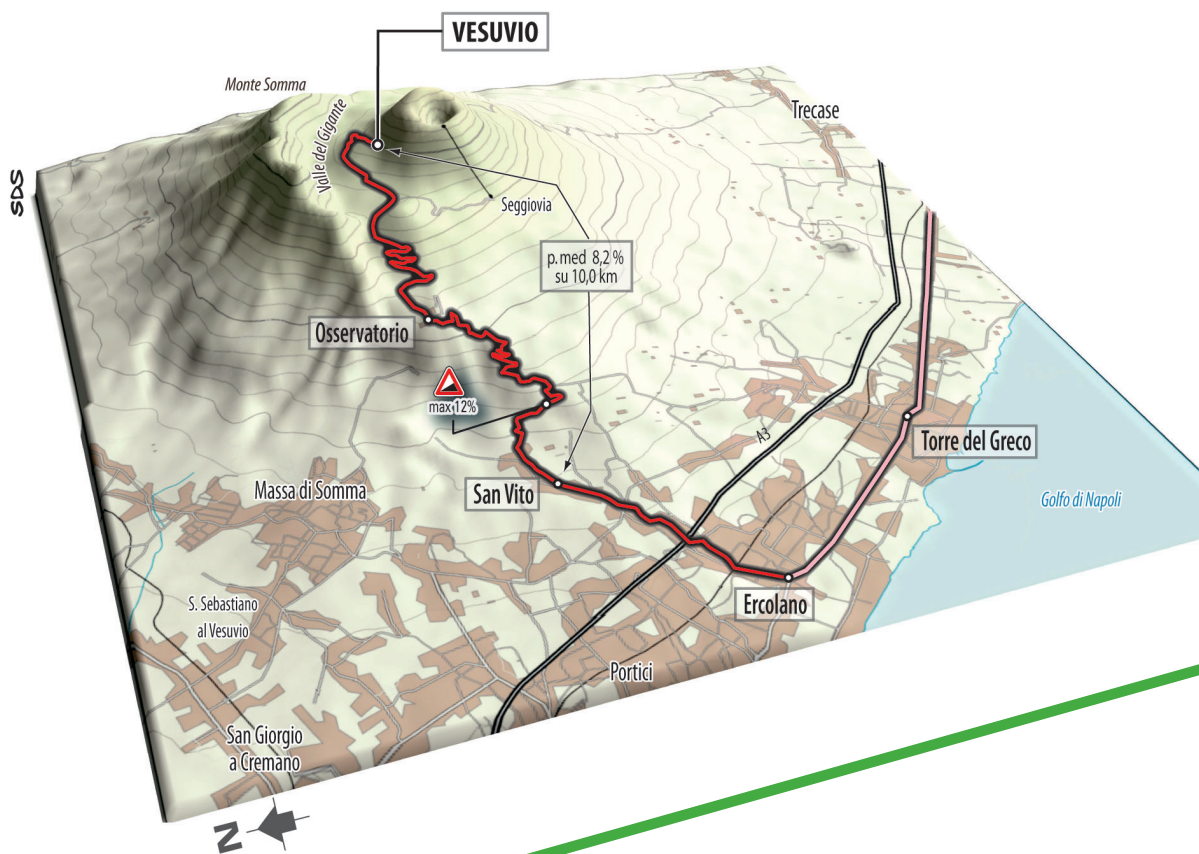 VESUVIO
Monte Somma
Valle del Gigante
Trecase
SDS
Seggiovia
p.med 8,2 %
su 10,0 km
Osservatorio
max 12%
A3
Torre del Greco
San Vito
Massa di Somma
Golfo di Napoli
S. Sebastiano
al Vesuvio
Ercolano
Portici
San Giorgio
a Cremano
N